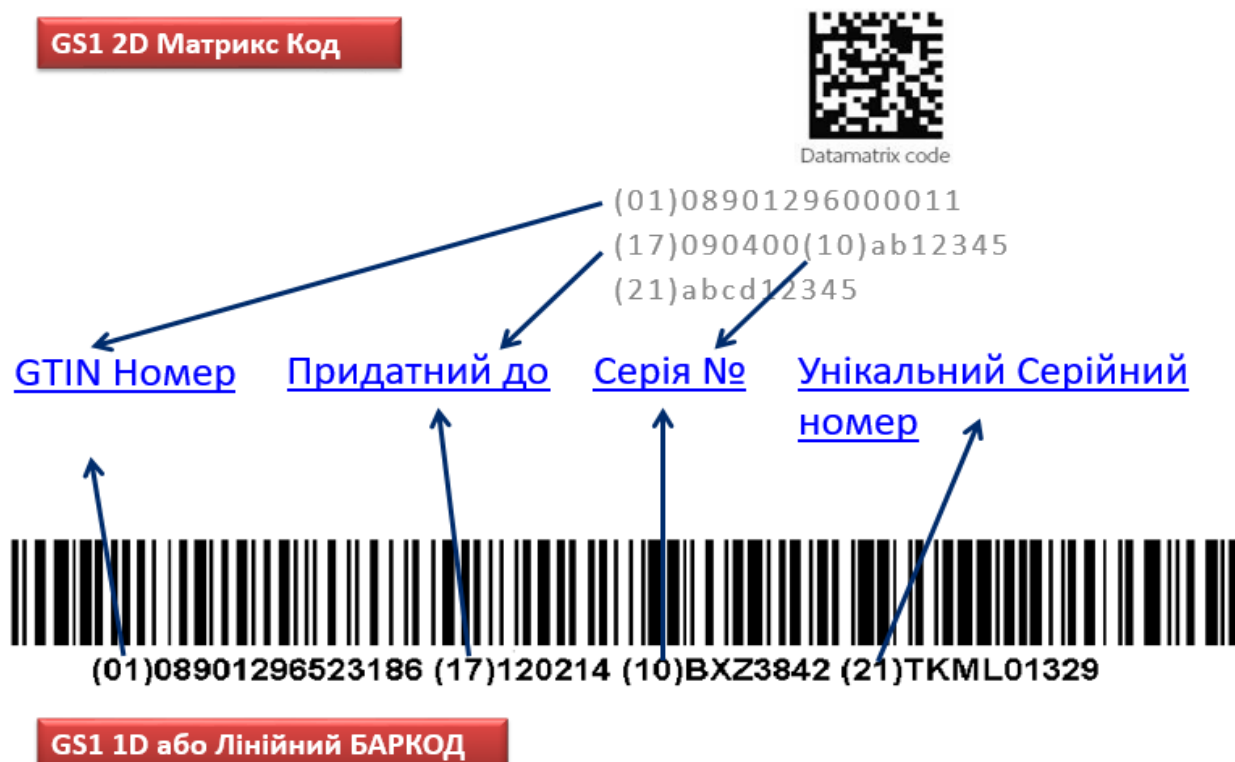 GS1 2D Матрикс Код
Datamatrix code
(01)08901296000011
(17)090400(10)ab12345
(21)abcd12345
GTIN Номер
Придатний до
Серія №
Унікальний Серійний
номер
(01)08901296523186 (17)120214 (10)BXZ3842 (21)TKML01329
GS1 1D або Лінійний БАРКОД